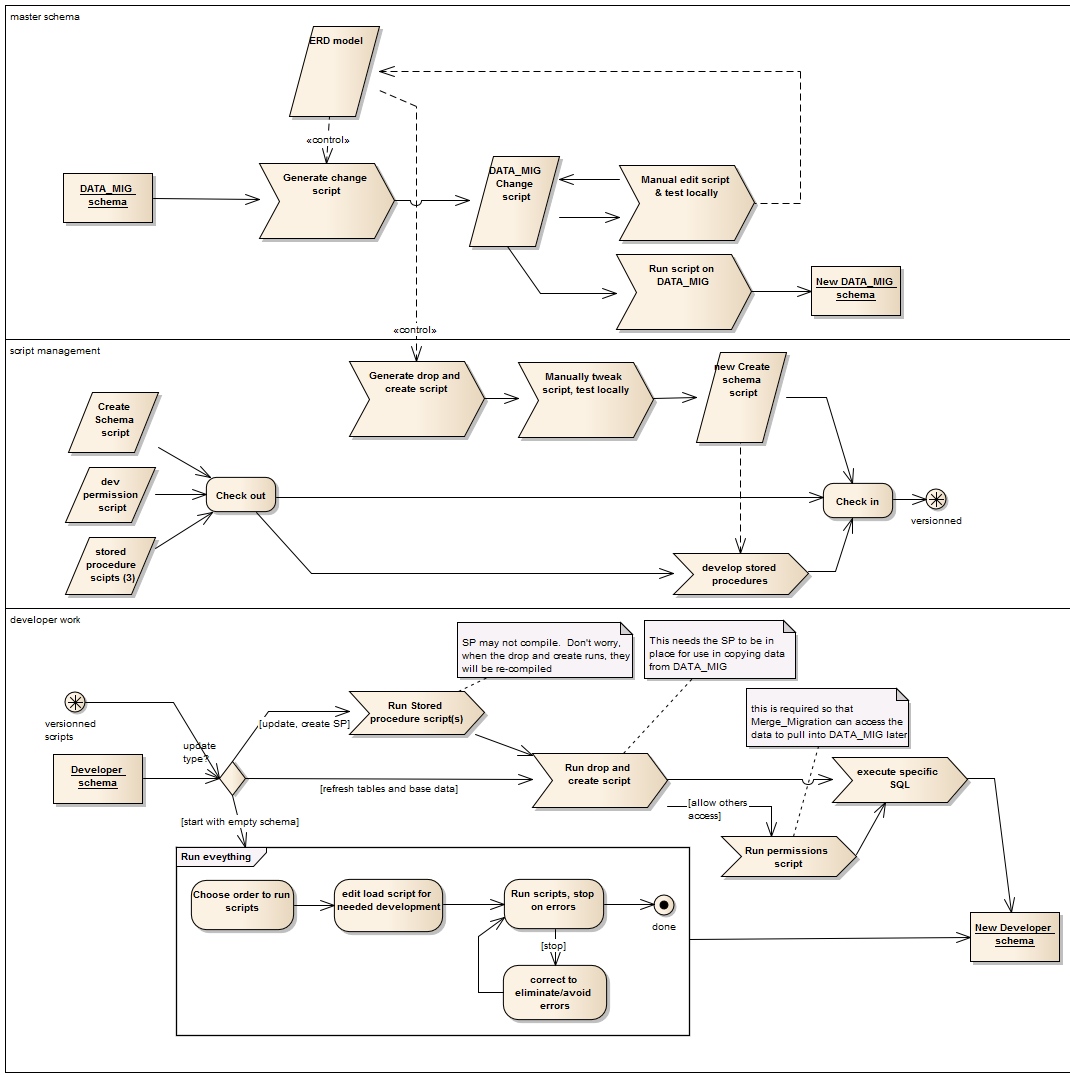 master schema
ERD model
«control»
DATA_MIG
schema
Generate change
script
DATA_MIG
Change
script
Manual edit script
& test locally
Run script on
DATA_MIG
New DATA_MIG
schema
«control»
script management
Generate drop and
create script
Manually tweak
script, test locally
new Create
schema
script
Create
Schema
script
dev
permission
script
stored
procedure
scipts (3)
Check out
Check in
versionned
develop stored
procedures
developer work
SP may not compile.  Don't worry,
when the drop and create runs, they
will be re-compiled
This needs the SP to be in
place for use in copying data
from DATA_MIG
this is required so that
Merge_Migration can access the
data to pull into DATA_MIG later
versionned
scripts
update
type?
[update, create SP]
Run Stored
procedure script(s)
Developer
schema
[refresh tables and base data]
Run drop and
create script
execute specific
SQL
[allow others
access]
[start with empty schema]
Run permissions
script
Run eveything
Choose order to run
scripts
edit load script for
needed development
Run scripts, stop
on errors
done
[stop]
correct to
eliminate/avoid
errors
New Developer
schema